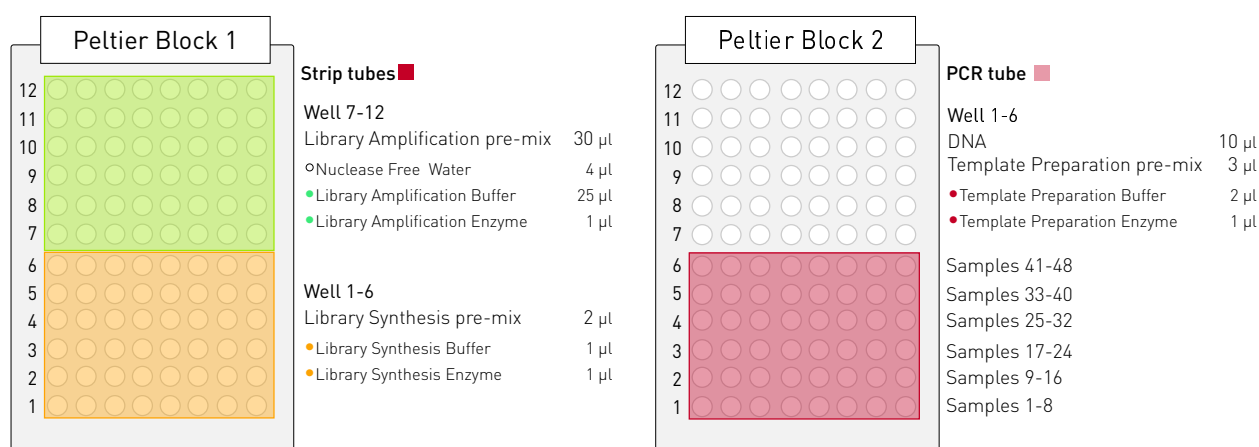 Peltier Block 1
12
11
10
9
8
7
6
5
4
3
2
1
Strip tubes
Well 7-12
Library Amplification pre-mix 30 µl
Nuclease Free Water 4 µl
Library Amplification Buffer 25 µl
Library Amplification Enzyme 1 µl
Well 1-6
Library Synthesis pre-mix 2 µl
Library Synthesis Buffer 1 µl
Library Synthesis Enzyme 1 µl
Peltier Block 2
12
11
10
9
8
7
6
5
4
3
2
1
PCR tube
Well 1-6
DNA 10 µl
Template Preparation pre-mix 3 µl
Template Preparation Buffer 2 µl
Template Preparation Enzyme 1 µl
Samples 41-48
Samples 33-40
Samples 25-32
Samples 17-24
Samples 9-16
Samples 1-8